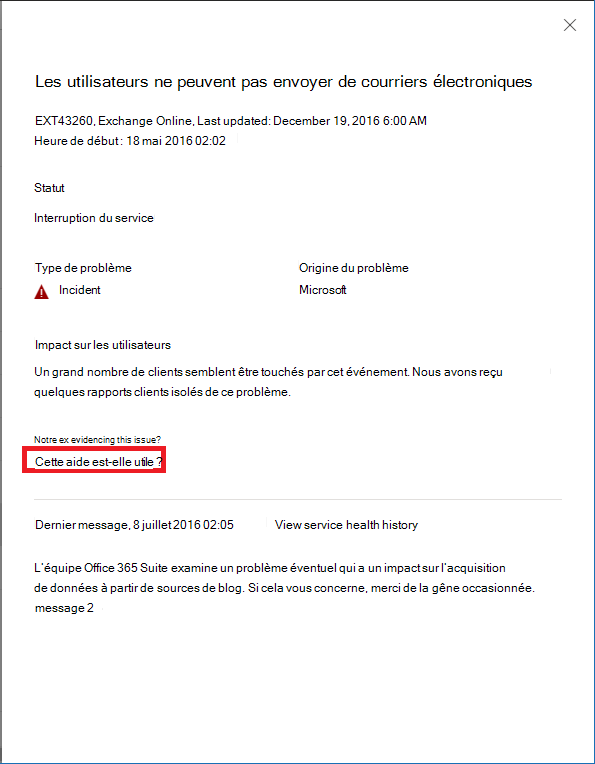 Les utilisateurs ne peuvent pas envoyer de courriers électroniques
EXT43260, Exchange Online, Last updated: December 19, 2016 6:00 AM
Heure de début : 18 mai 2016 02:02
Statut
Interruption du service
Type de problème
Origine du problème
Incident
Microsoft
Impact sur les utilisateurs
Un grand nombre de clients semblent être touchés par cet événement. Nous avons reçu
quelques rapports clients isolés de ce problème.
Notre ex evidencing this issue?
Cette aide est-elle utile ?
Dernier message, 8 juillet 2016 02:05
View service health history
L’équipe Office 365 Suite examine un problème éventuel qui a un impact sur l’acquisition
de données à partir de sources de blog. Si cela vous concerne, merci de la gêne occasionnée.
message 2